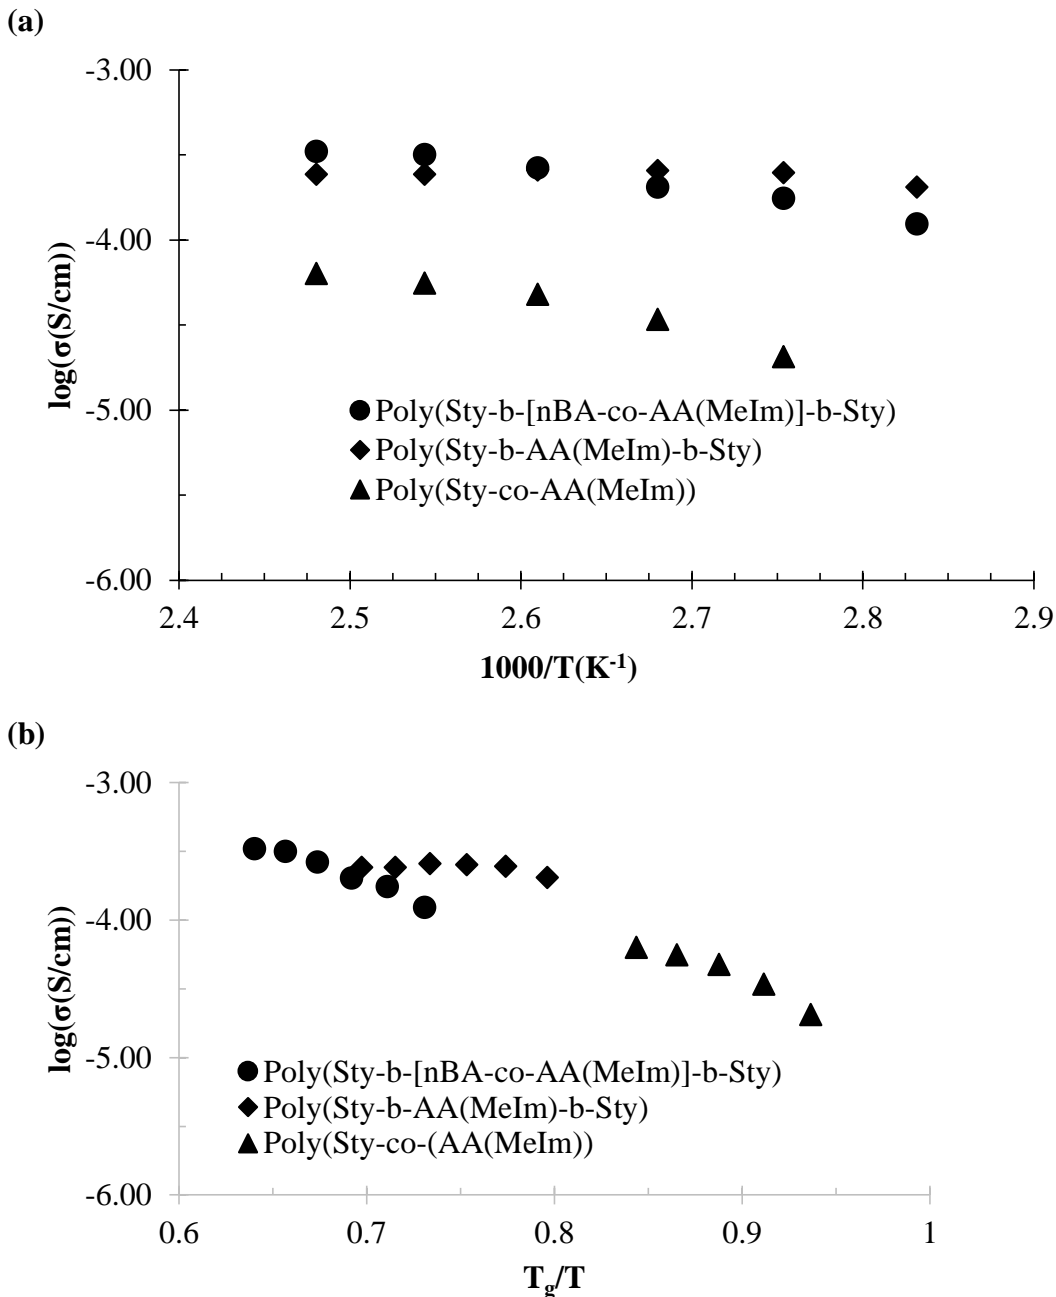 (a)
-3.00
-4.00
-5.00
-6.00
log(σ(S/cm))
Poly(Sty-b-[nBA-co-AA(MeIm)]-b-Sty)
Poly(Sty-b-AA(MeIm)-b-Sty)
Poly(Sty-co-AA(MeIm))
2.4 2.5 2.6 2.7 2.8 2.9
1000/T(K⁻¹)
(b)
-3.00
-4.00
-5.00
-6.00
log(σ(S/cm))
Poly(Sty-b-[nBA-co-AA(MeIm)]-b-Sty)
Poly(Sty-b-AA(MeIm)-b-Sty)
Poly(Sty-co-(AA(MeIm))
0.6 0.7 0.8 0.9 1
Tg/T